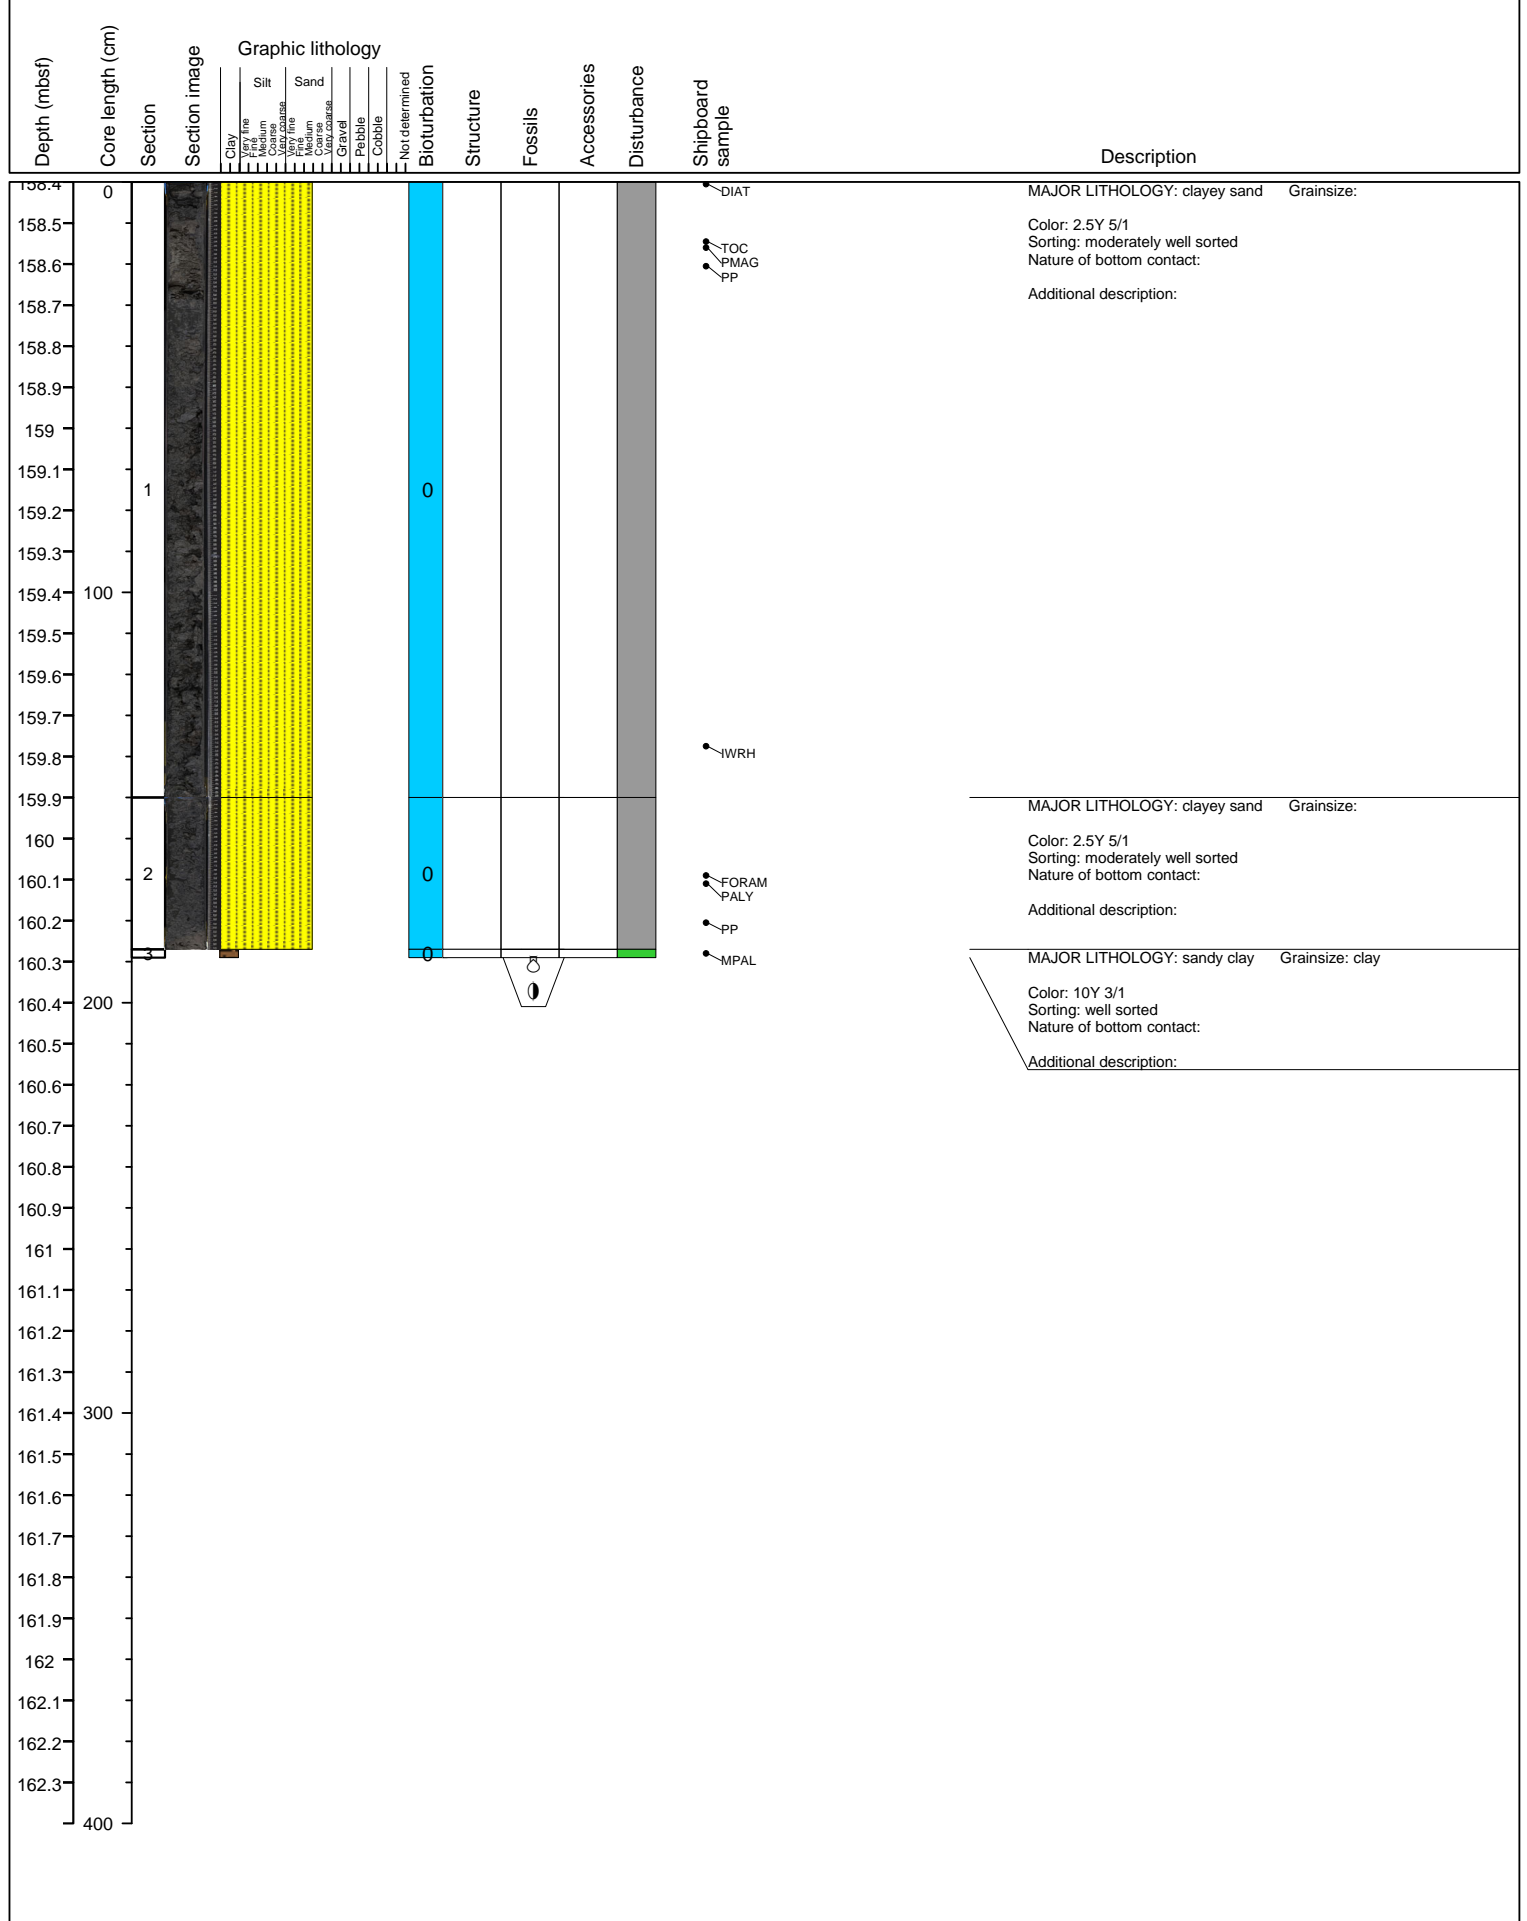 Depth (mbsf)
Core length (cm)
Section
Section image
Graphic lithology
Clay
Silt
Very fine
Fine
Medium
Coarse
Very coarse
Sand
Very fine
Fine
Medium
Coarse
Very coarse
Gravel
Pebble
Cobble
Not determined
Bioturbation
Structure
Fossils
Accessories
Disturbance
Shipboard
sample
Description
158.4
158.5
158.6
158.7
158.8
158.9
159
159.1
159.2
159.3
159.4
159.5
159.6
159.7
159.8
159.9
160
160.1
160.2
160.3
160.4
160.5
160.6
160.7
160.8
160.9
161
161.1
161.2
161.3
161.4
161.5
161.6
161.7
161.8
161.9
162
162.1
162.2
162.3
0
100
200
300
400
1
2
3
0
0
0
DIAT
TOC
PMAG
PP
IWRH
FORAM
PALY
PP
MPAL
MAJOR LITHOLOGY: clayey sand Grainsize:
Color: 2.5Y 5/1
Sorting: moderately well sorted
Nature of bottom contact:
Additional description:
MAJOR LITHOLOGY: clayey sand Grainsize:
Color: 2.5Y 5/1
Sorting: moderately well sorted
Nature of bottom contact:
Additional description:
MAJOR LITHOLOGY: sandy clay Grainsize: clay
Color: 10Y 3/1
Sorting: well sorted
Nature of bottom contact:
Additional description: